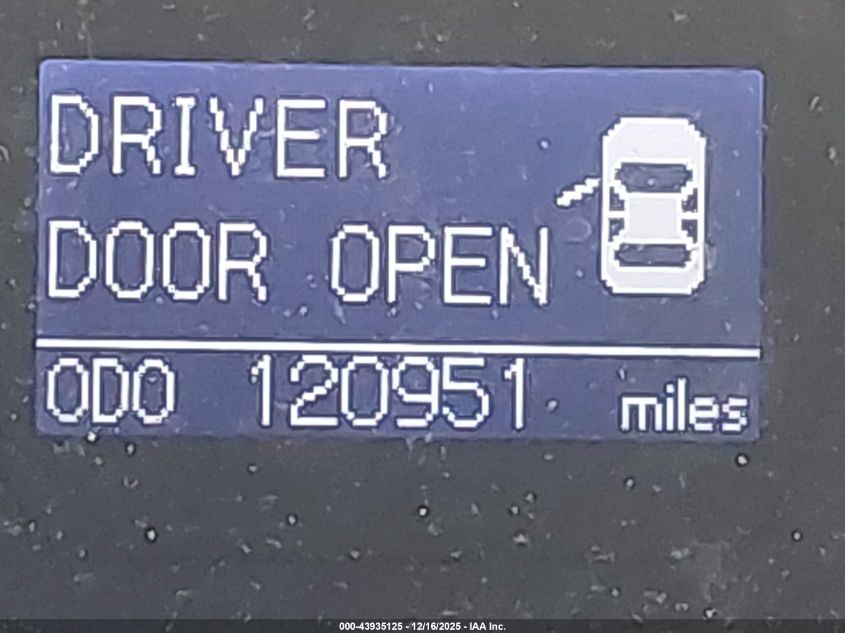 DRIVER
DOOR OPEN
ODO 120951 miles
000-43935125 - 12/16/2025 - IAA Inc.